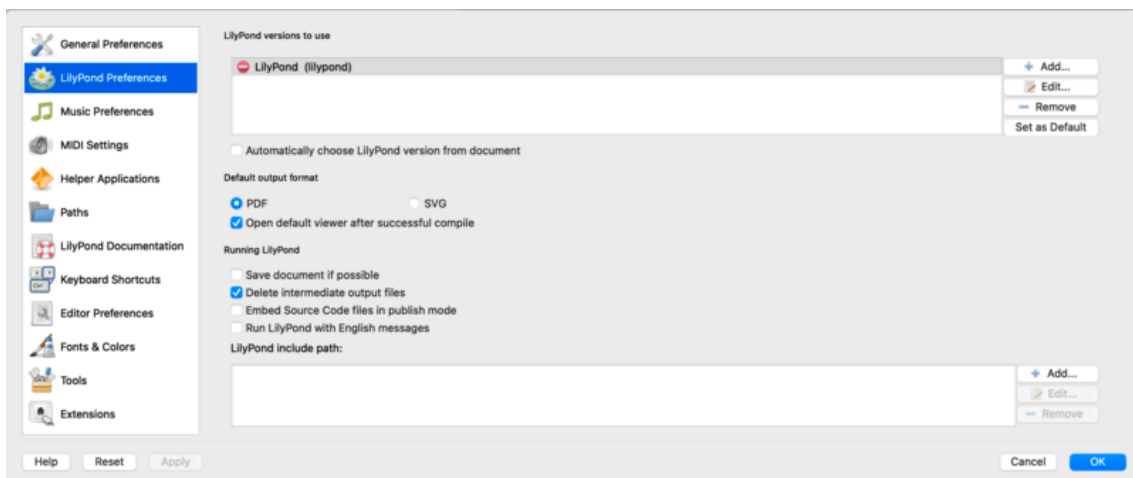 General Preferences
LilyPond Preferences
Music Preferences
MIDI Settings
Helper Applications
Paths
LilyPond Documentation
Keyboard Shortcuts
Editor Preferences
Fonts & Colors
Tools
Extensions
LilyPond versions to use
LilyPond (lilypond)
Add...
Edit...
Remove
Set as Default
Automatically choose LilyPond version from document
Default output format
PDF
SVG
Open default viewer after successful compile
Running LilyPond
Save document if possible
Delete intermediate output files
Embed Source Code files in publish mode
Run LilyPond with English messages
LilyPond include path:
Add...
Edit...
Remove
Help
Reset
Apply
Cancel
OK